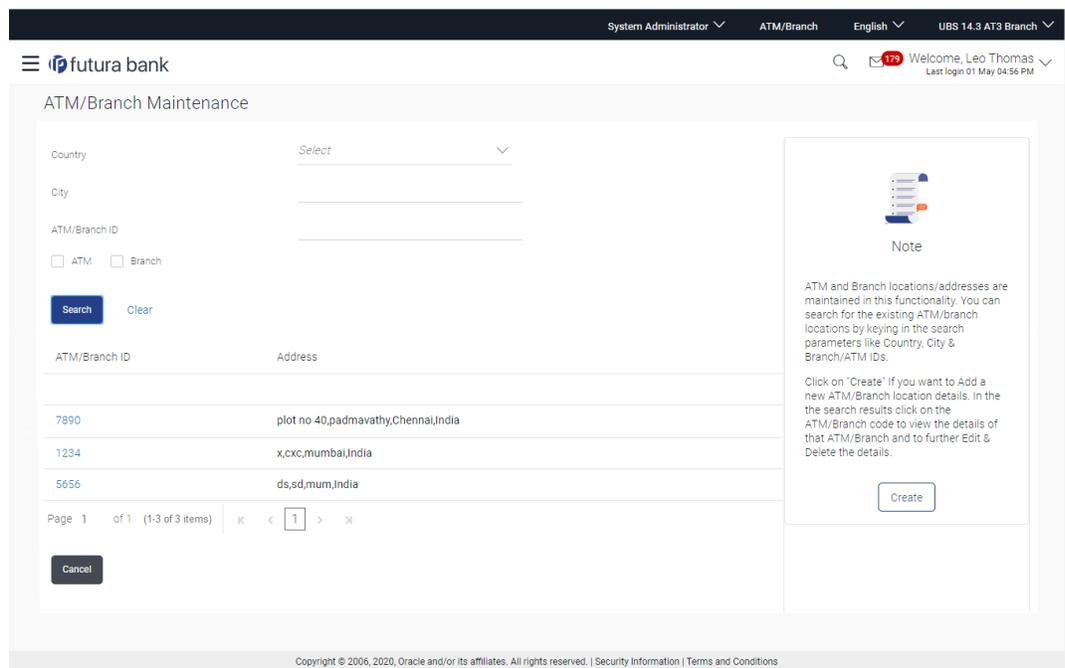 System Administrator ATM/Branch English UBS 14.3 AT3 Branch
futura bank 179 Welcome, Leo Thomas
Last login 01 May 04:56 PM
ATM/Branch Maintenance
Country Select
City
ATM/Branch ID
ATM Branch
Search Clear
ATM/Branch ID Address
7890 plot no 40,padmavathy,Chennai,India
1234 x,cxc,mumbai,India
5656 ds,sd,mum,India
Page 1 of 1 (1-3 of 3 items) 1
Cancel
Note
ATM and Branch locations/addresses are
maintained in this functionality. You can
search for the existing ATM/branch
locations by keying in the search
parameters like Country, City &
Branch/ATM IDs.
Click on "Create" If you want to Add a
new ATM/Branch location details. In the
the search results click on the
ATM/Branch code to view the details of
that ATM/Branch and to further Edit &
Delete the details.
Create
Copyright © 2006, 2020, Oracle and/or its affiliates. All rights reserved. | Security Information | Terms and Conditions